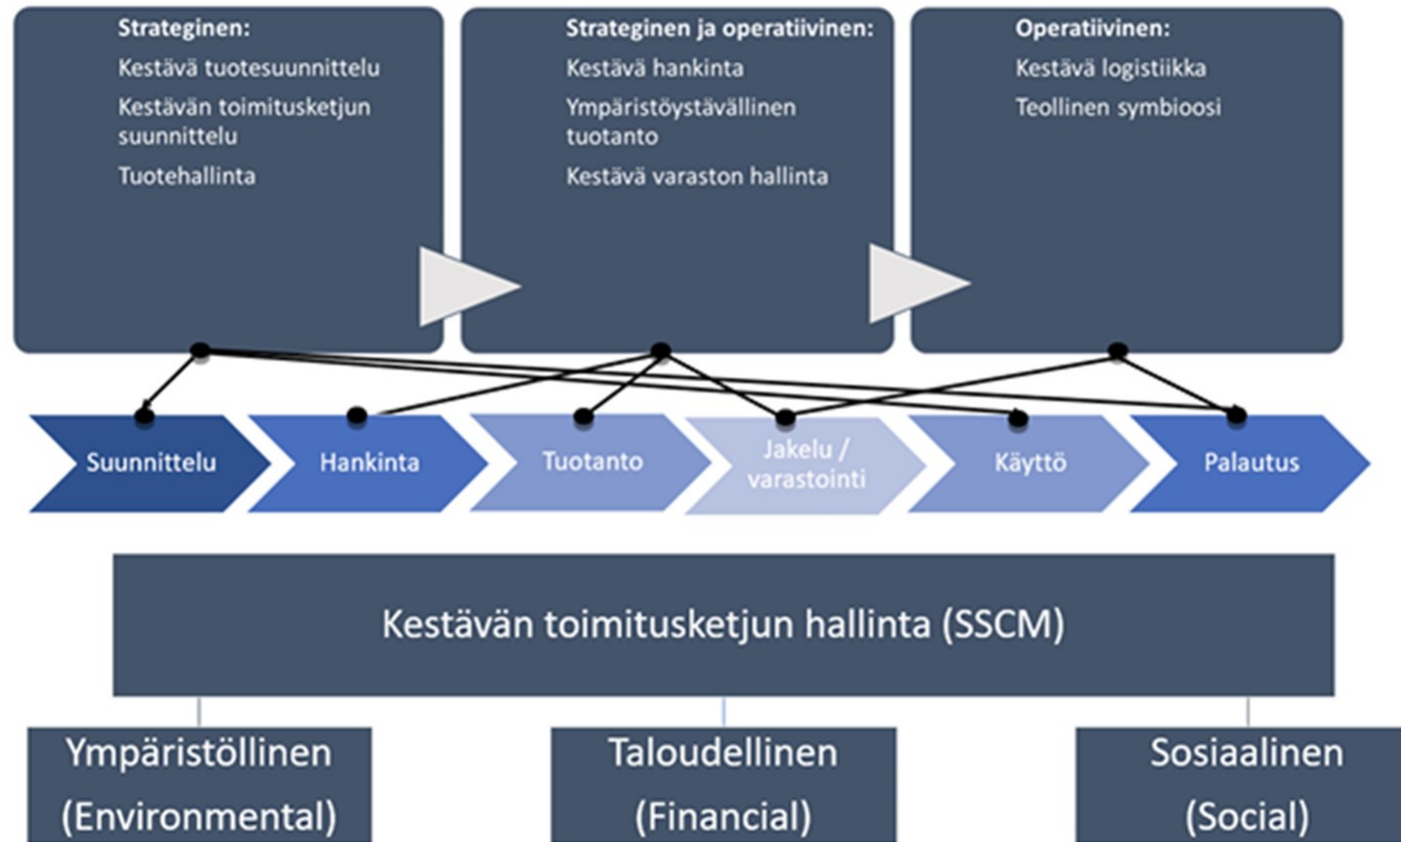 Strateginen:
Kestävä tuotesuunnittelu
Kestävän toimitusketjun
suunnittelu
Tuotehallinta
Strateginen ja operatiivinen:
Kestävä hankinta
Ympäristöystävällinen
tuotanto
Kestävä varaston hallinta
Operatiivinen:
Kestävä logistiikka
Teollinen symbioosi
Suunnittelu
Hankinta
Tuotanto
Jakelu /
varastointi
Käyttö
Palautus
Kestävän toimitusketjun hallinta (SSCM)
Ympäristöllinen
(Environmental)
Taloudellinen
(Financial)
Sosiaalinen
(Social)